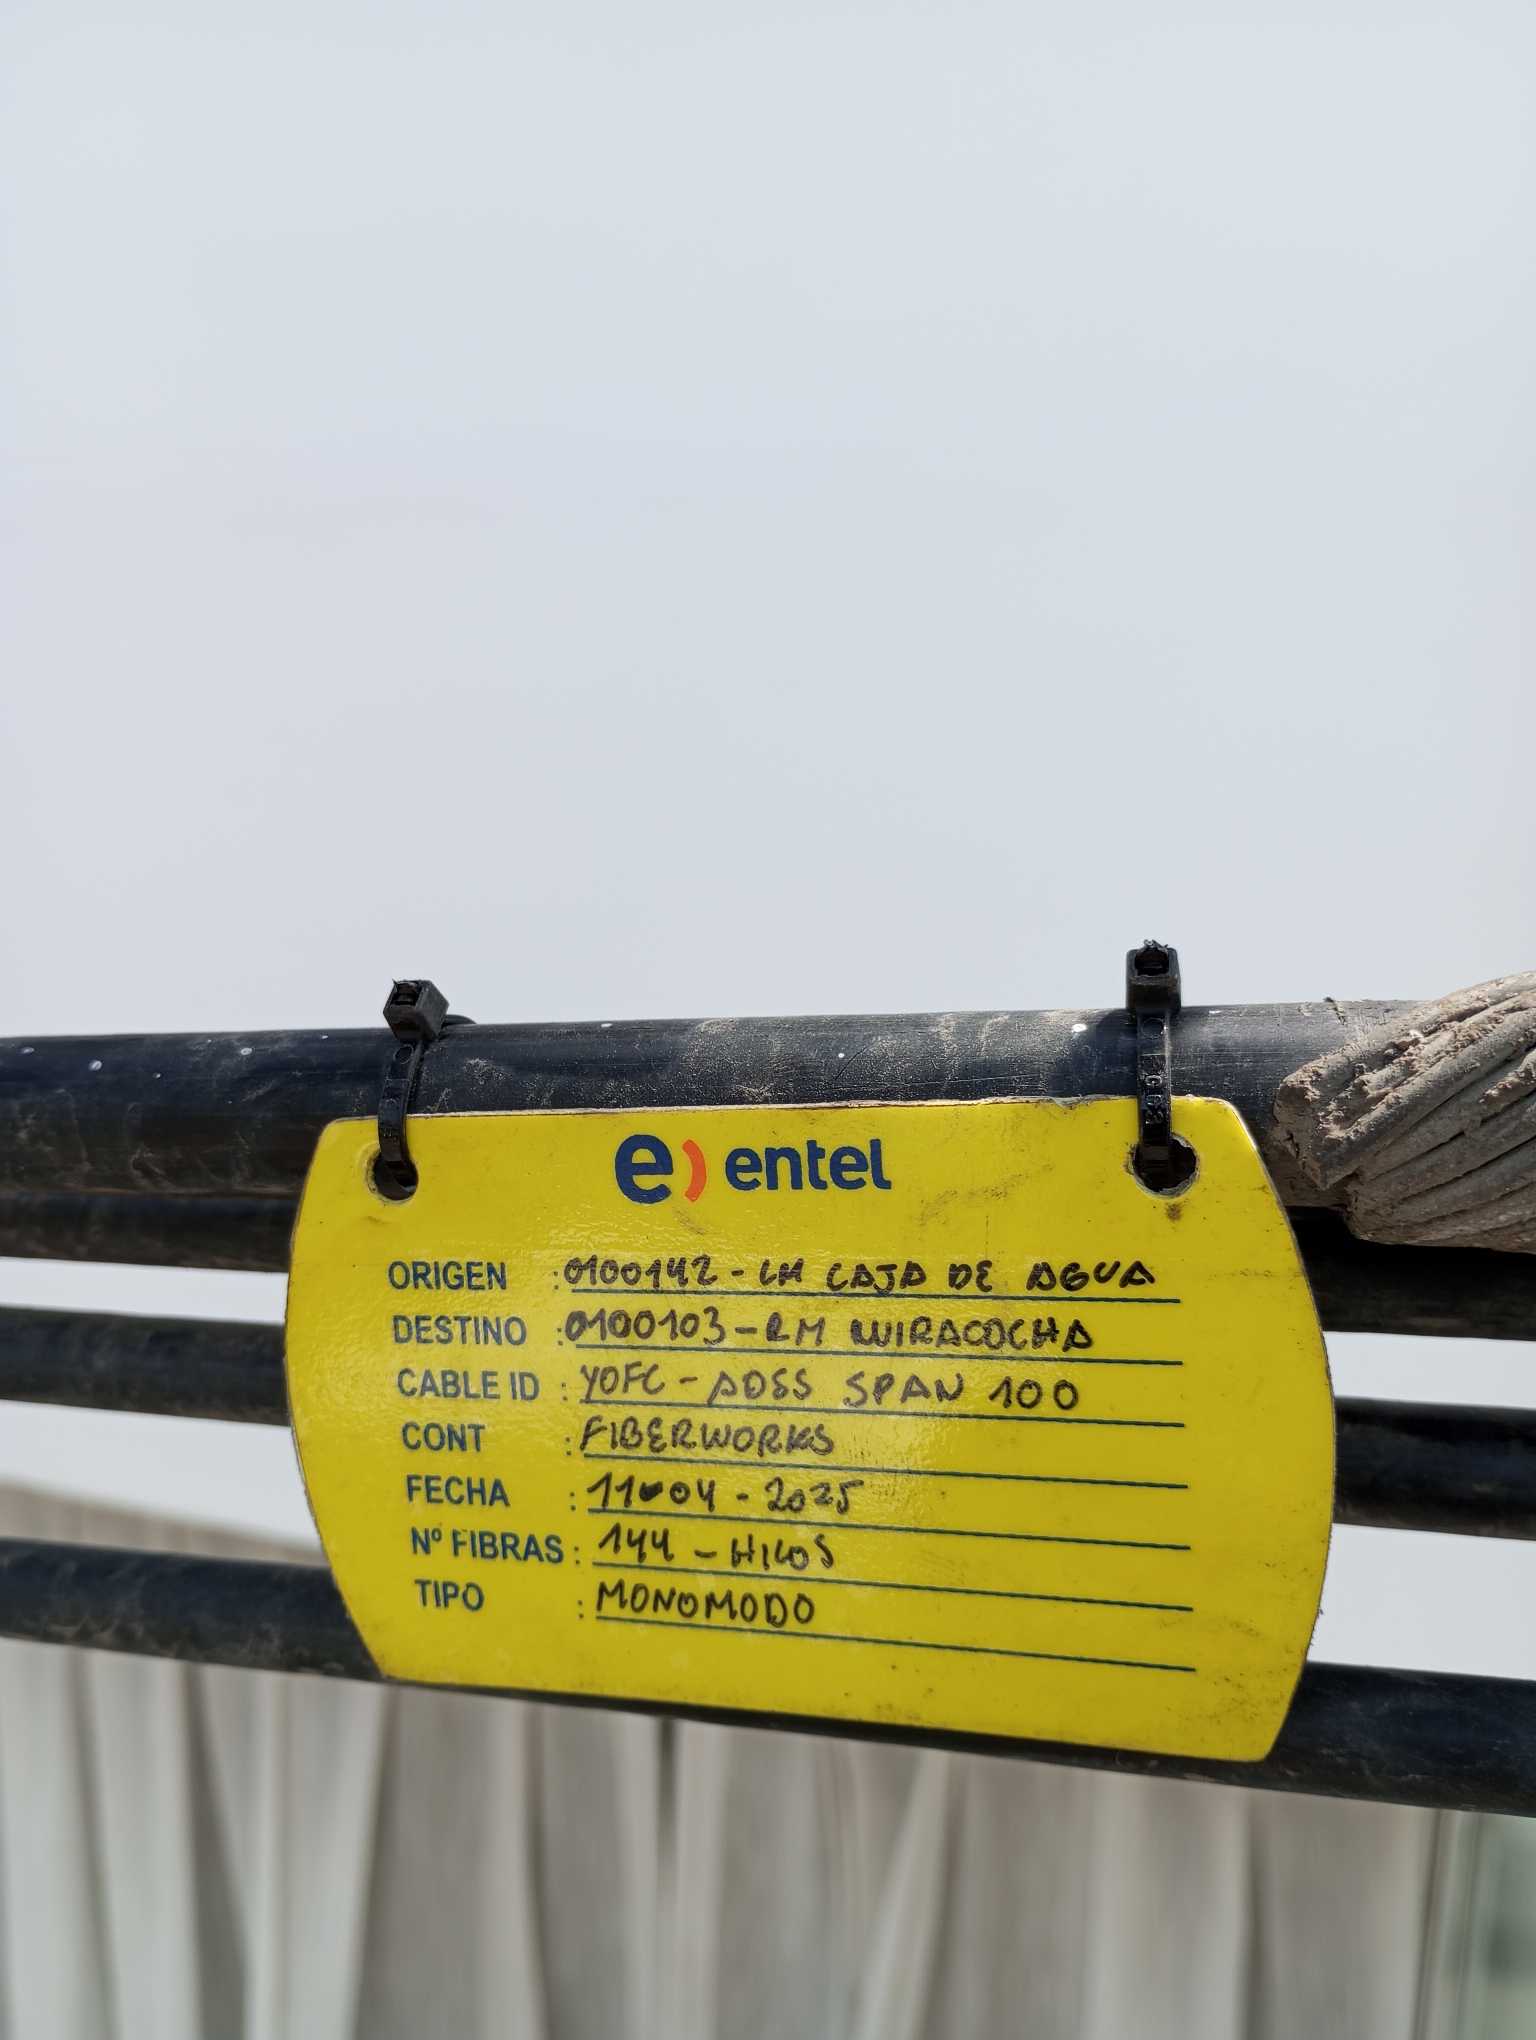 e) entel
ORIGEN : 0100142 - LM CAJA DE AGUA
DESTINO : 0100103 - RM WIRACOCHA
CABLE ID : YOFC - ADSS SPAN 100
CONT : FIBERWORKS
FECHA : 11-04-2025
Nº FIBRAS : 144 - HILOS
TIPO : MONOMODO